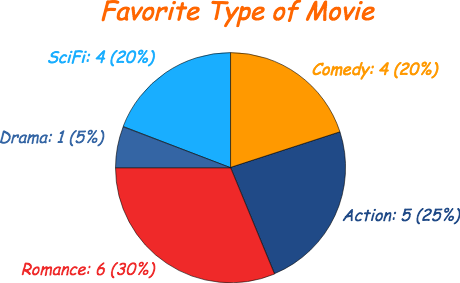 Favorite Type of Movie
SciFi: 4 (20%)
Comedy: 4 (20%)
Drama: 1 (5%)
Action: 5 (25%)
Romance: 6 (30%)